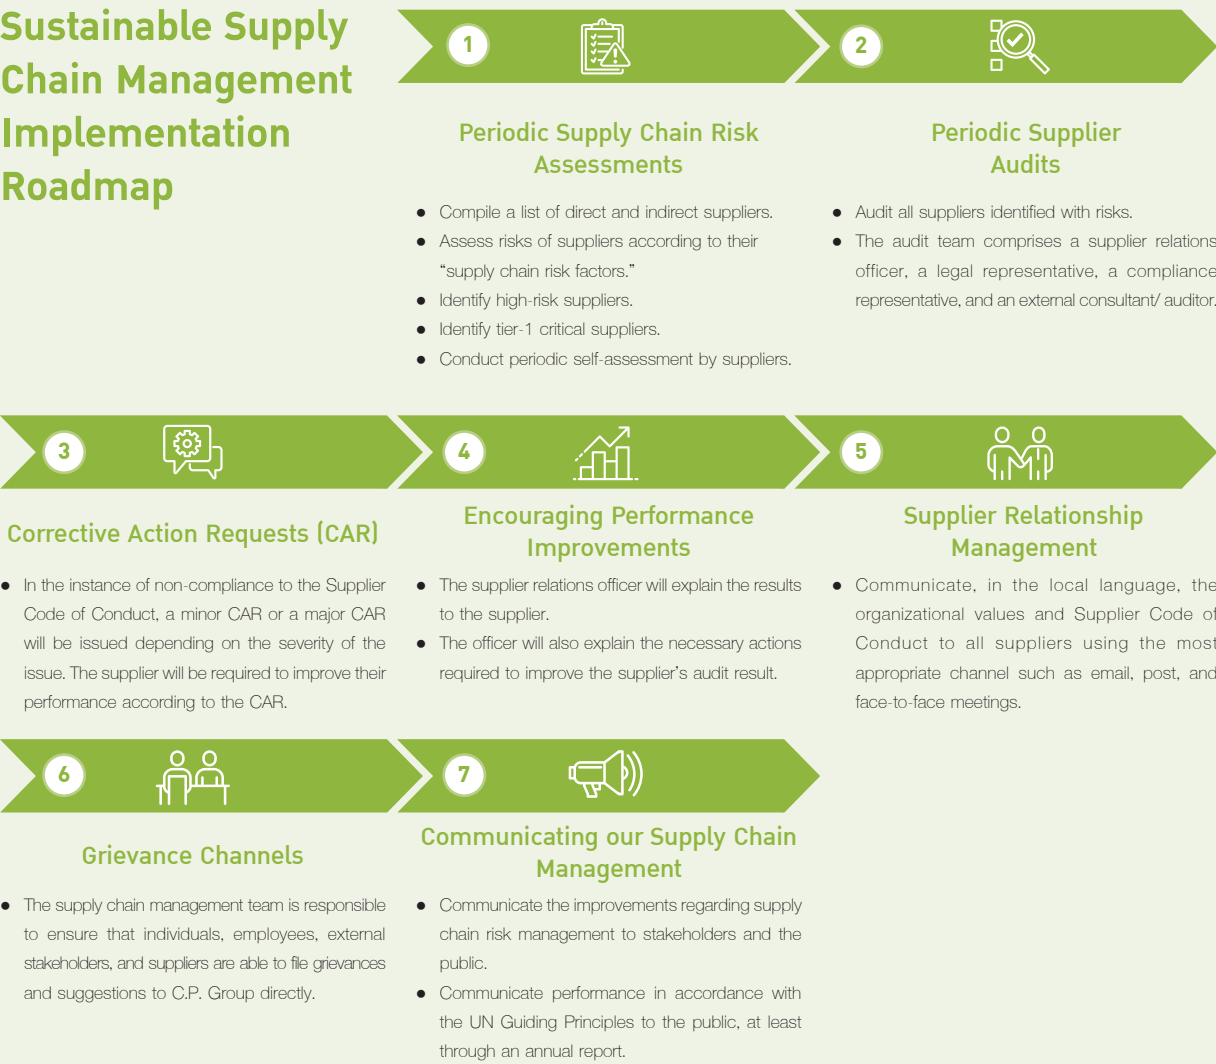 Sustainable Supply
Chain Management
Implementation
Roadmap
1
Periodic Supply Chain Risk
Assessments
● Compile a list of direct and indirect suppliers.
● Assess risks of suppliers according to their
“supply chain risk factors.”
● Identify high-risk suppliers.
● Identify tier-1 critical suppliers.
● Conduct periodic self-assessment by suppliers.
2
Periodic Supplier
Audits
● Audit all suppliers identified with risks.
● The audit team comprises a supplier relations
officer, a legal representative, a compliance
representative, and an external consultant/ auditor.
3
Corrective Action Requests (CAR)
● In the instance of non-compliance to the Supplier
Code of Conduct, a minor CAR or a major CAR
will be issued depending on the severity of the
issue. The supplier will be required to improve their
performance according to the CAR.
4
Encouraging Performance
Improvements
● The supplier relations officer will explain the results
to the supplier.
● The officer will also explain the necessary actions
required to improve the supplier’s audit result.
5
Supplier Relationship
Management
● Communicate, in the local language, the
organizational values and Supplier Code of
Conduct to all suppliers using the most
appropriate channel such as email, post, and
face-to-face meetings.
6
Grievance Channels
● The supply chain management team is responsible
to ensure that individuals, employees, external
stakeholders, and suppliers are able to file grievances
and suggestions to C.P. Group directly.
7
Communicating our Supply Chain
Management
● Communicate the improvements regarding supply
chain risk management to stakeholders and the
public.
● Communicate performance in accordance with
the UN Guiding Principles to the public, at least
through an annual report.